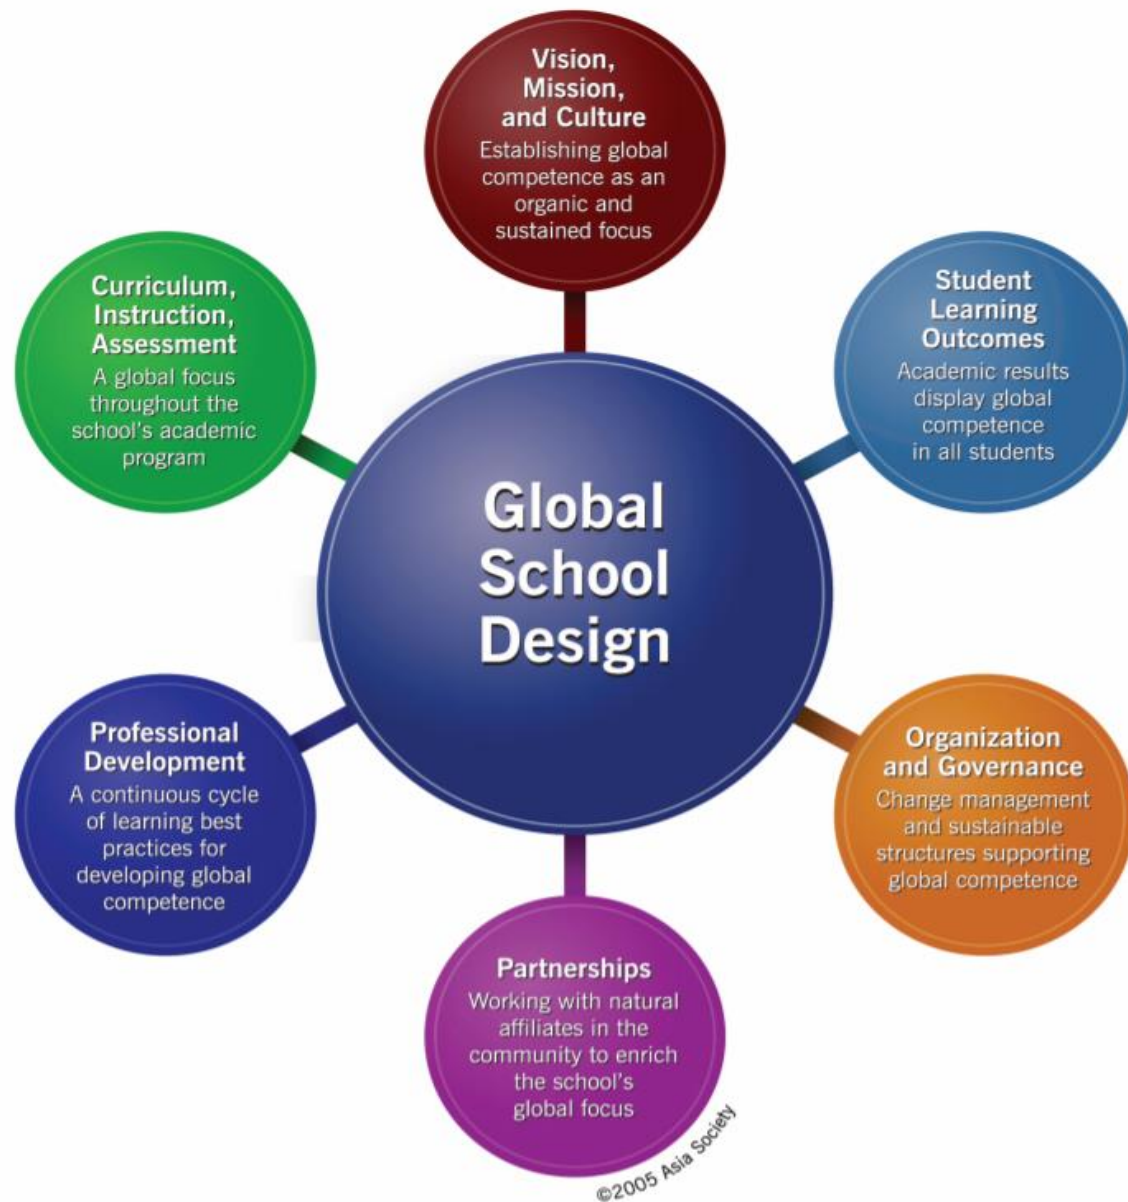 Vision,
Mission,
and Culture
Establishing global
competence as an
organic and
sustained focus
Curriculum,
Instruction,
Assessment
A global focus
throughout the
school's academic
program
Student
Learning
Outcomes
Academic results
display global
competence
in all students
Global
School
Design
Professional
Development
A continuous cycle
of learning best
practices for
developing global
competence
Organization
and Governance
Change management
and sustainable
structures supporting
global competence
Partnerships
Working with natural
affiliates in the
community to enrich
the school's
global focus
©2005 Asia Society